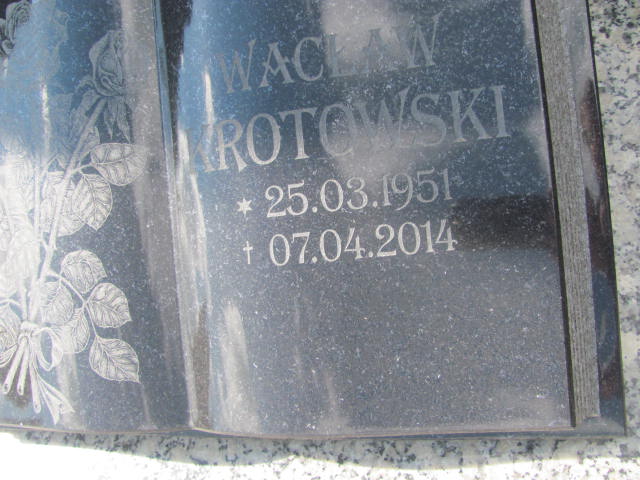 WACŁAW
KROTOWSKI
* 25.03.1951
† 07.04.2014